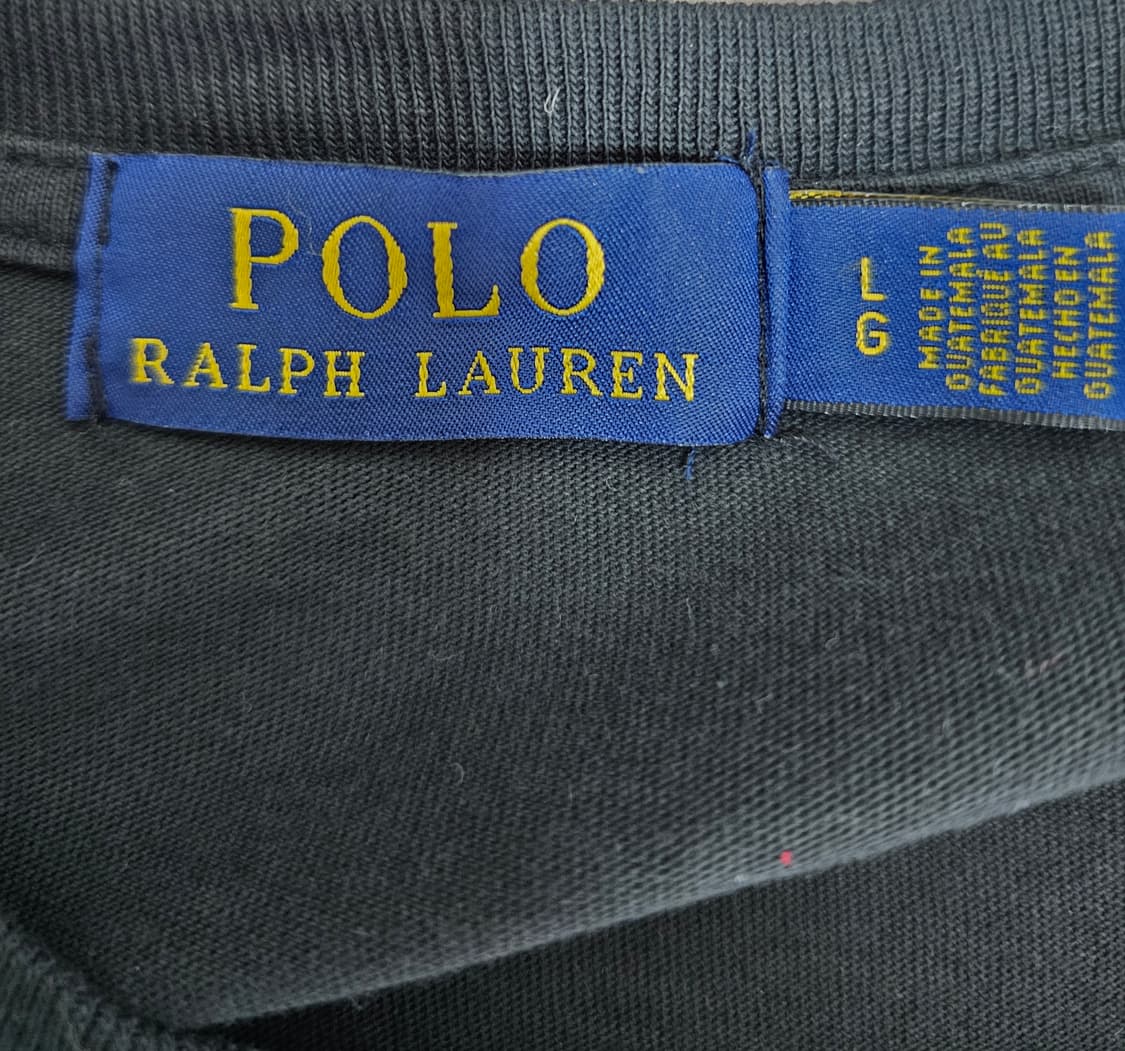 POLO
RALPH LAUREN
L
G
MADE IN
GUATEMALA
FABRIQUÉ AU
GUATEMALA
HECHO EN
GUATEMALA